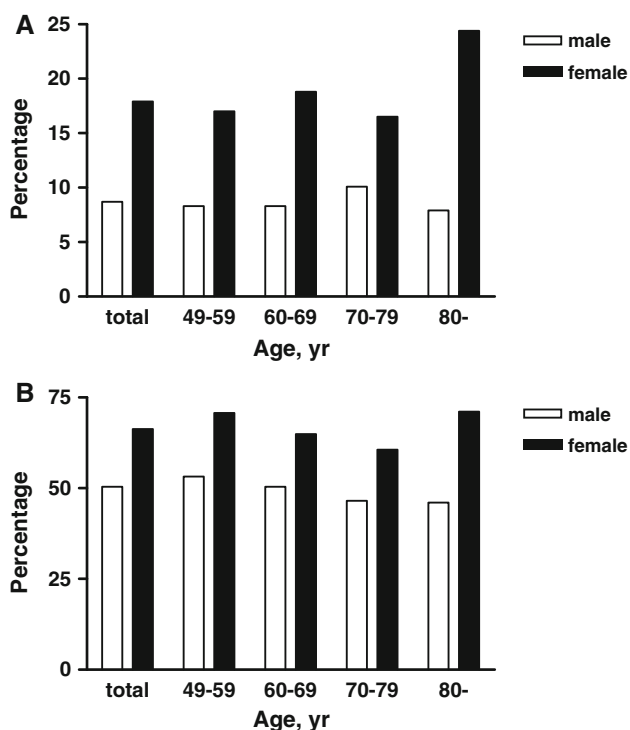 A
25
20
15
10
5
0
Percentage
total 49-59 60-69 70-79 80-
Age, yr
male
female
B
75
50
25
0
Percentage
total 49-59 60-69 70-79 80-
Age, yr
male
female